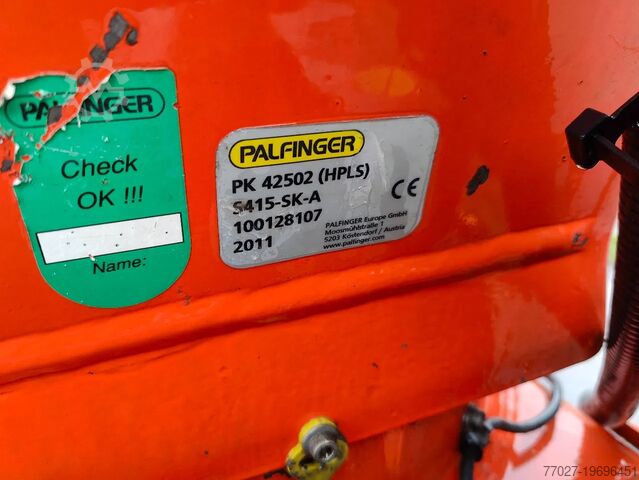 PALFINGER
Check
OK !!!
Name:
PALFINGER
PK 42502 (HPLS)
S415-SK-A
100128107
2011
CE
PALFINGER Europe GmbH
Moosmühlstraße 1
5203 Köstendorf / Austria
www.palfinger.com
77027-19696451